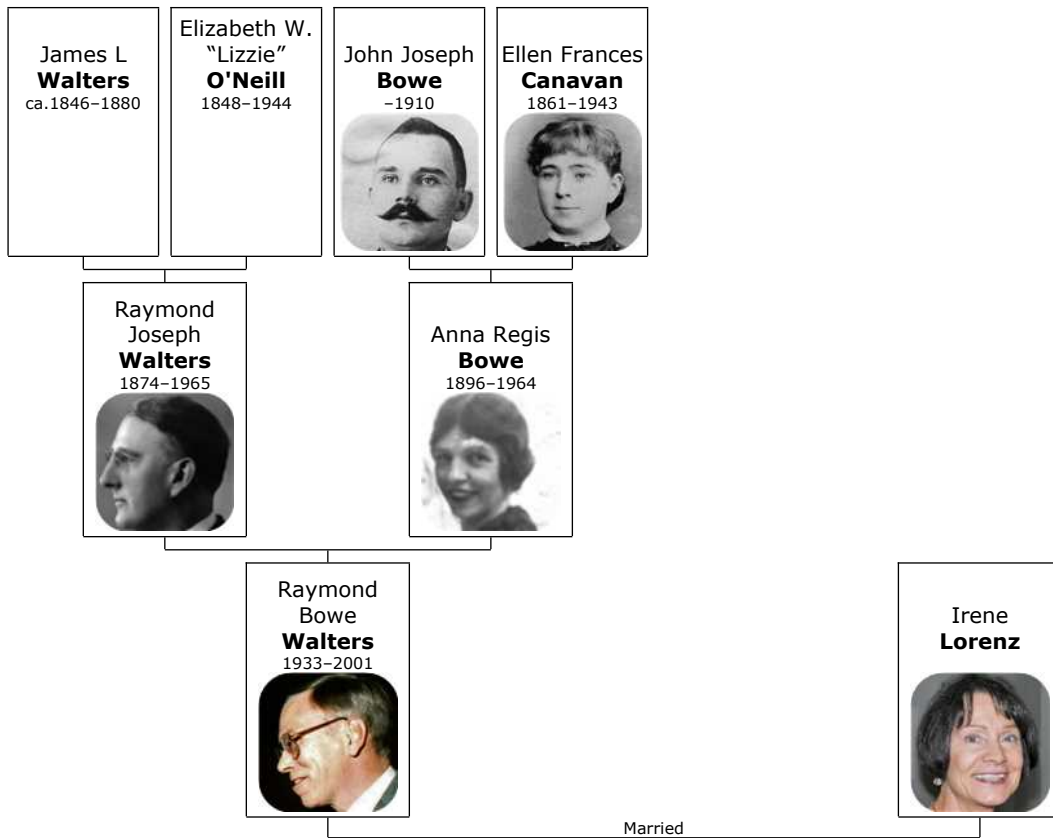 James L
Walters
ca.1846–1880
Elizabeth W.
“Lizzie”
O'Neill
1848–1944
John Joseph
Bowe
–1910
Ellen Frances
Canavan
1861–1943
Raymond
Joseph
Walters
1874–1965
Anna Regis
Bowe
1896–1964
Raymond
Bowe
Walters
1933–2001
Irene
Lorenz
Married